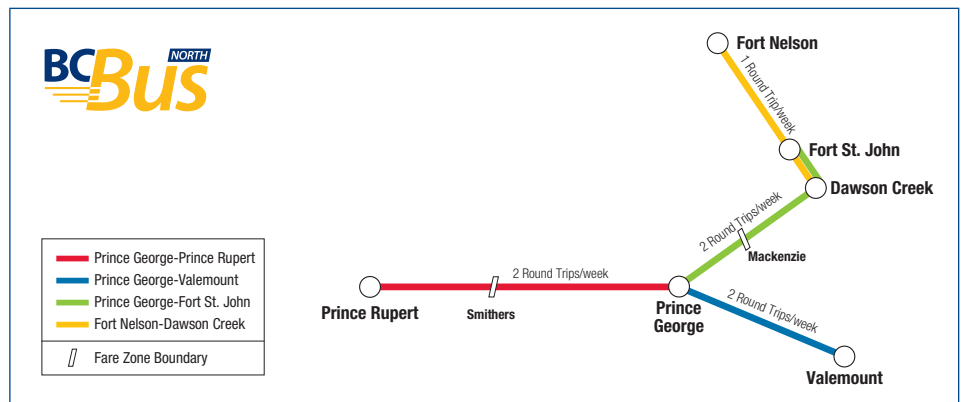 BC Bus NORTH
Fort Nelson
1 Round Trip/week
Fort St. John
Dawson Creek
2 Round Trips/week
Mackenzie
Prince George-Prince Rupert
Prince George-Valemount
Prince George-Fort St. John
Fort Nelson-Dawson Creek
Fare Zone Boundary
2 Round Trips/week
Prince Rupert
Smithers
Prince
George
2 Round Trips/week
Valemount